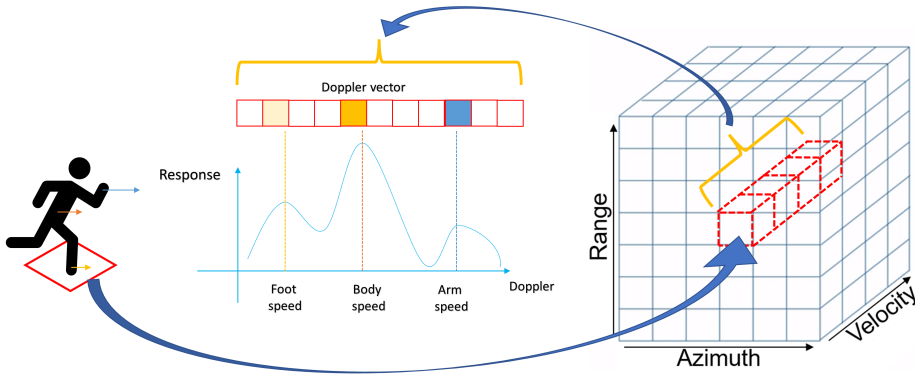 Doppler vector
Response
Doppler
Foot
speed
Body
speed
Arm
speed
Range
Azimuth
Velocity